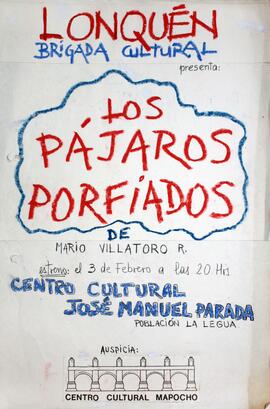 LONQUÉN
BRIGADA CULTURAL
presenta:
LOS
PÁJAROS
PORFIADOS
DE
MARIO VILLATORO R.
estreno: el 3 de Febrero a las 20 Hrs
CENTRO CULTURAL
JOSÉ MANUEL PARADA
POBLACIÓN LA LEGUA
AUSPICIA:
CENTRO CULTURAL MAPOCHO